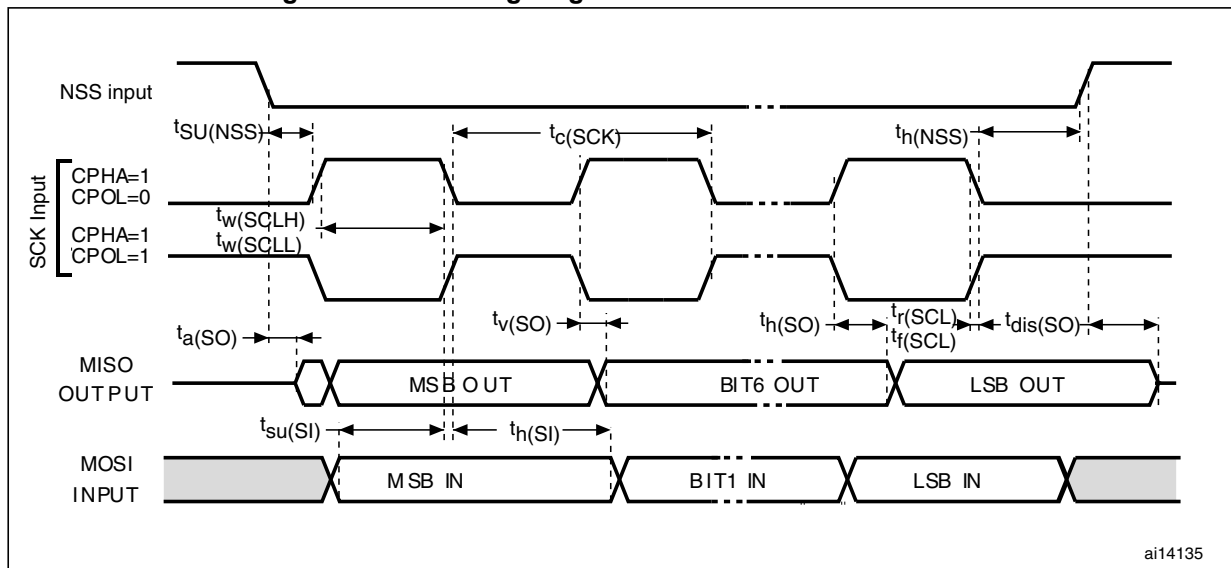 NSS input
tSU(NSS)
tc(SCK)
th(NSS)
SCK Input
CPHA=1
CPOL=0
tw(SCLH)
tw(SCLL)
CPHA=1
CPOL=1
ta(SO)
tv(SO)
th(SO)
tr(SCL)
tf(SCL)
tdis(SO)
MISO
OUTPUT
MSB OUT
BIT6 OUT
LSB OUT
tsu(SI)
th(SI)
MOSI
INPUT
MSB IN
BIT1 IN
LSB IN
ai14135